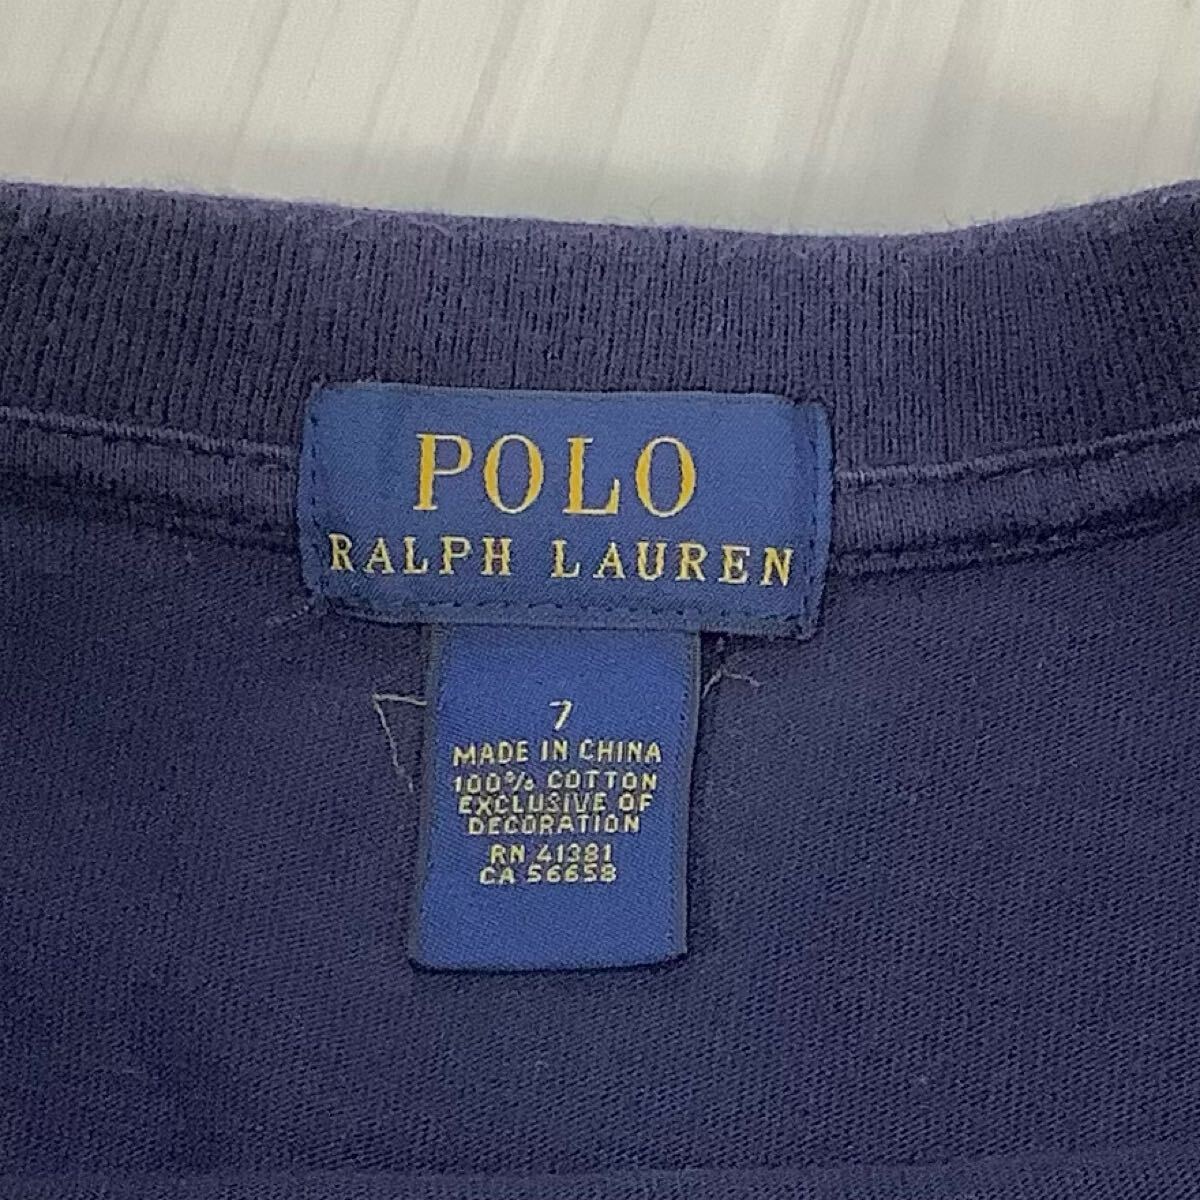 POLO
RALPH LAUREN
7
MADE IN CHINA
100% COTTON
EXCLUSIVE OF
DECORATION
RN 41381
CA 56658